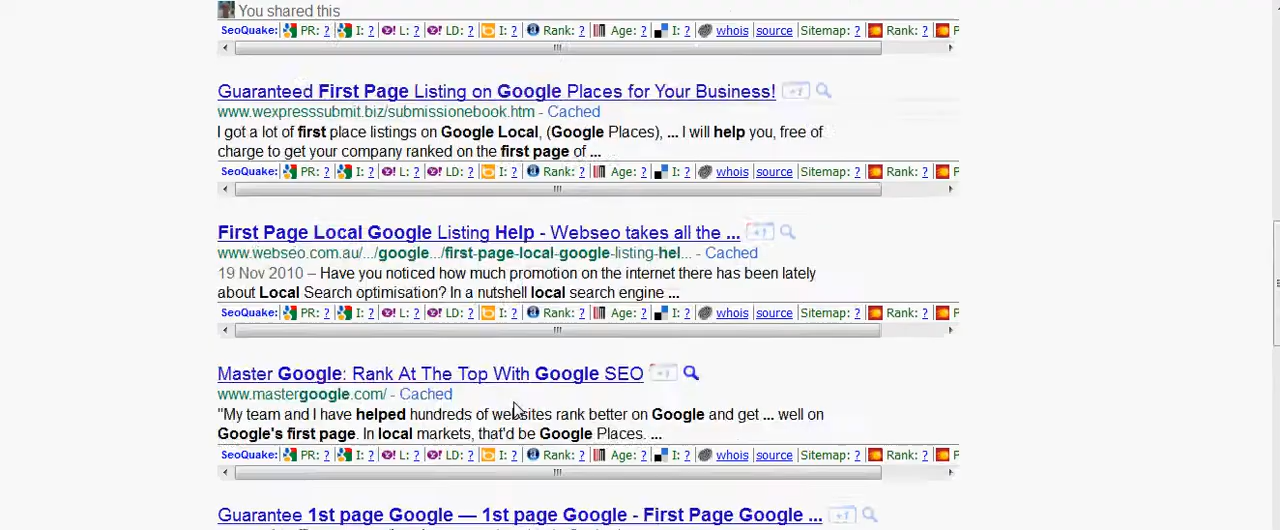 You shared this
SeoQuake: PR: ? I: ? L: ? LD: ? I: ? Rank: ? Age: ? I: ? whois source Sitemap: ? Rank: ? P
Guaranteed First Page Listing on Google Places for Your Business! +1
www.wexpresssubmit.biz/submissionebook.htm - Cached
I got a lot of first place listings on Google Local, (Google Places), ... I will help you, free of
charge to get your company ranked on the first page of ...
SeoQuake: PR: ? I: ? L: ? LD: ? I: ? Rank: ? Age: ? I: ? whois source Sitemap: ? Rank: ? P
First Page Local Google Listing Help - Webseo takes all the ... +1
www.webseo.com.au/.../google.../first-page-local-google-listing-hel... - Cached
19 Nov 2010 – Have you noticed how much promotion on the internet there has been lately
about Local Search optimisation? In a nutshell local search engine ...
SeoQuake: PR: ? I: ? L: ? LD: ? I: ? Rank: ? Age: ? I: ? whois source Sitemap: ? Rank: ? P
Master Google: Rank At The Top With Google SEO +1
www.mastergoogle.com/ - Cached
"My team and I have helped hundreds of websites rank better on Google and get ... well on
Google's first page. In local markets, that'd be Google Places. ...
SeoQuake: PR: ? I: ? L: ? LD: ? I: ? Rank: ? Age: ? I: ? whois source Sitemap: ? Rank: ? P
Guarantee 1st page Google — 1st page Google - First Page Google ... +1